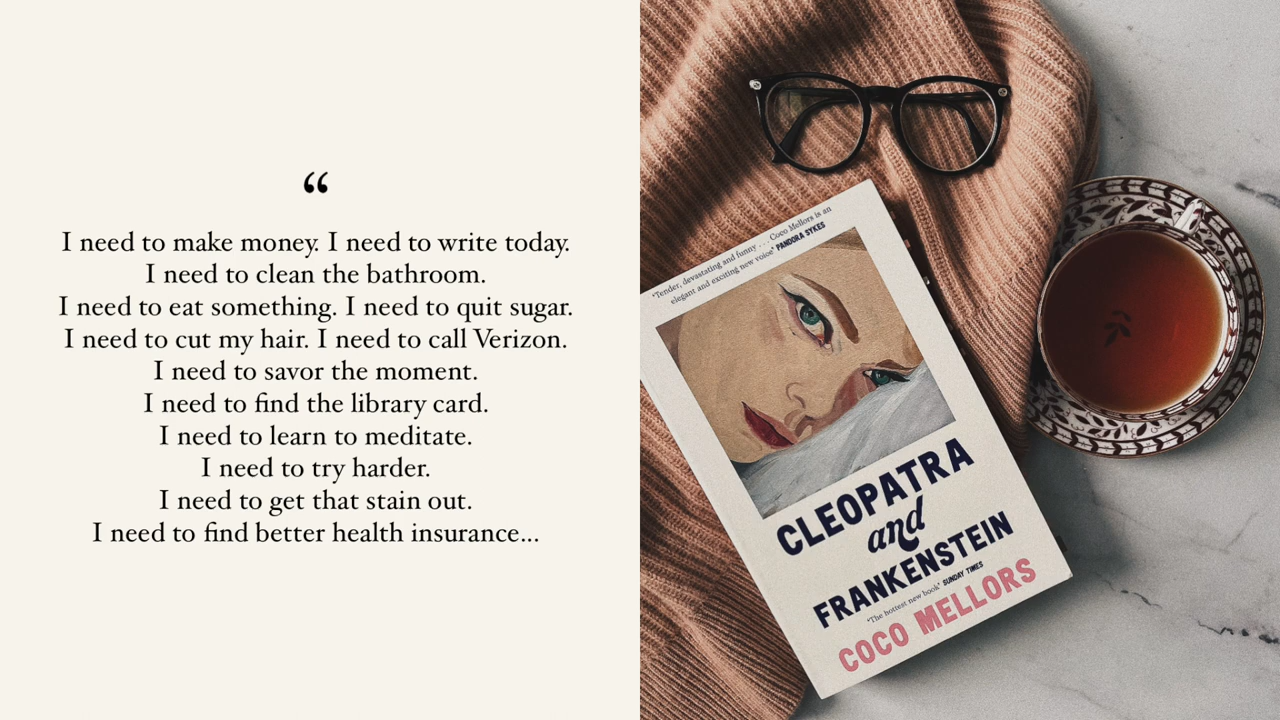 “
I need to make money. I need to write today.
I need to clean the bathroom.
I need to eat something. I need to quit sugar.
I need to cut my hair. I need to call Verizon.
I need to savor the moment.
I need to find the library card.
I need to learn to meditate.
I need to try harder.
I need to get that stain out.
I need to find better health insurance...
‘Tender, devastating and funny . . . Coco Mellors is an
elegant and exciting new voice’ PANDORA SYKES
CLEOPATRA
and
FRANKENSTEIN
‘The hottest new book’ SUNDAY TIMES
COCO MELLORS